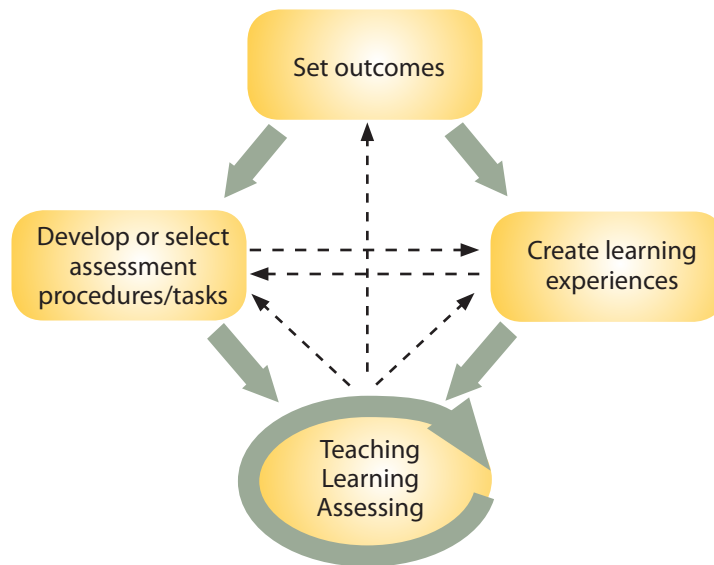 Set outcomes
Develop or select
assessment
procedures/tasks
Create learning
experiences
Teaching
Learning
Assessing